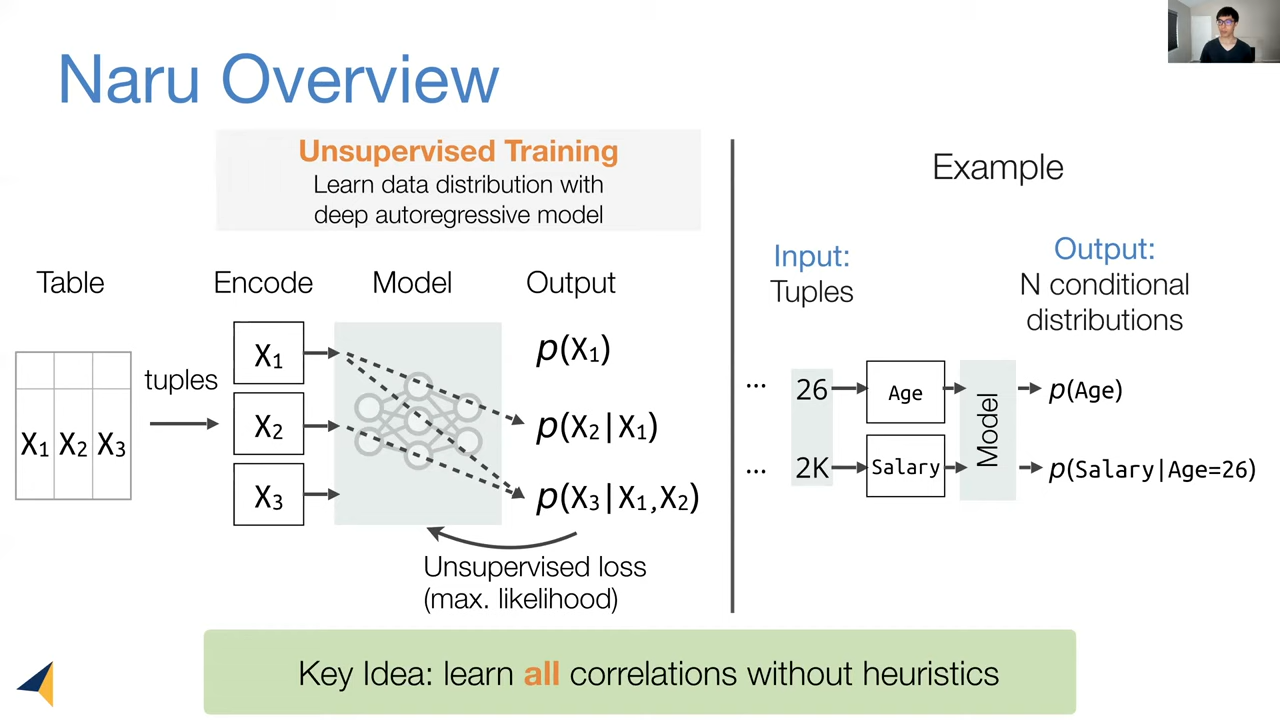 Naru Overview
Unsupervised Training
Learn data distribution with
deep autoregressive model
Table
Encode
Model
Output
tuples
X₁ X₂ X₃
X₁
X₂
X₃
p(X₁)
p(X₂|X₁)
p(X₃|X₁,X₂)
Unsupervised loss
(max. likelihood)
Example
Input:
Tuples
Output:
N conditional
distributions
... 26
Age
p(Age)
... 2K
Salary
p(Salary|Age=26)
Model
Key Idea: learn all correlations without heuristics